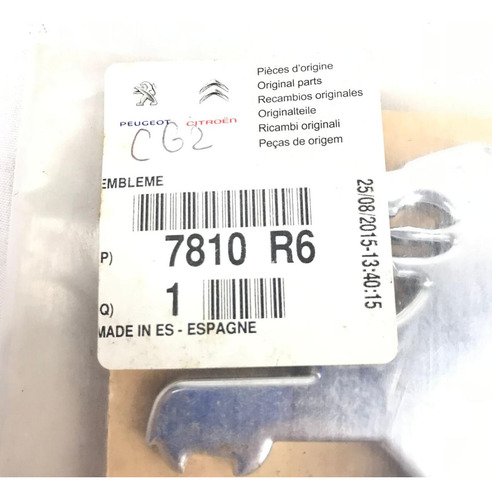 Pièces d'origine
Original parts
Recambios originales
Originalteile
Ricambi originali
Peças de origem
PEUGEOT CITROËN
CG2
EMBLEME
P) 7810 R6
Q) 1
MADE IN ES - ESPAGNE
25/08/2015-13:40:15